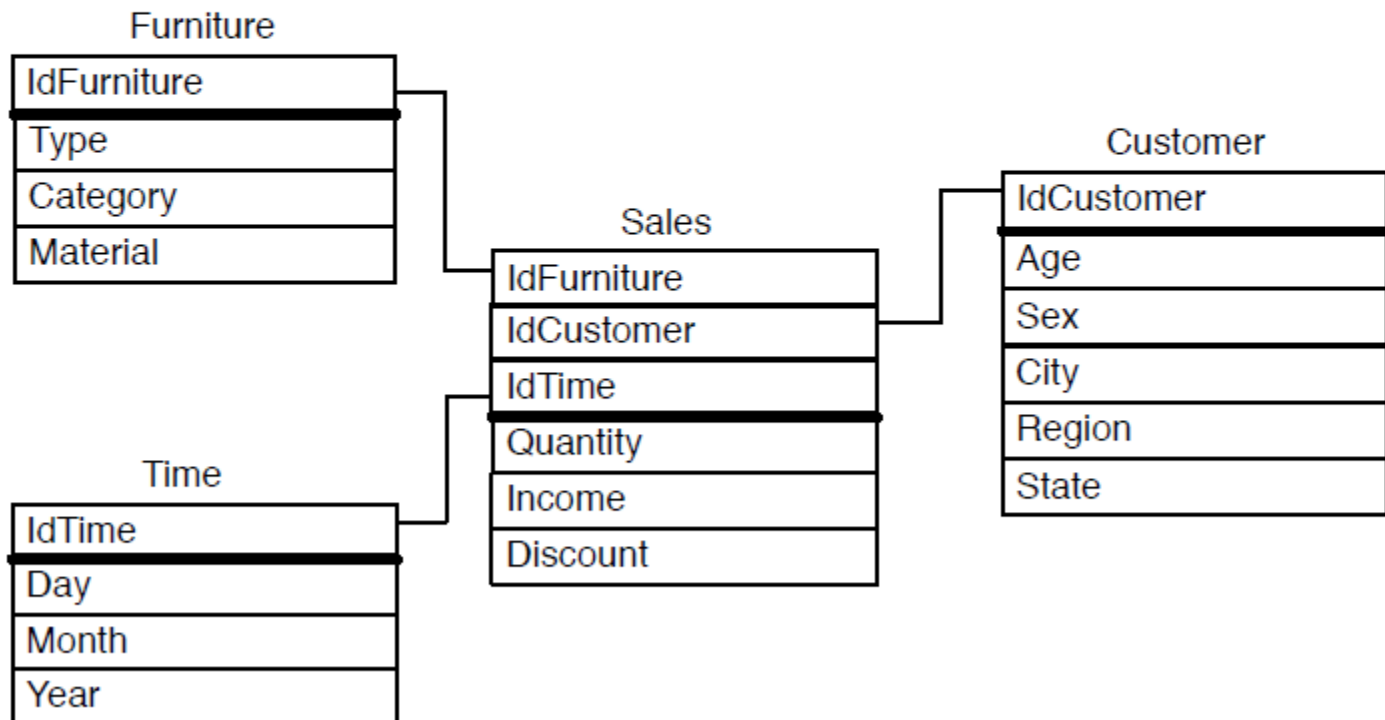 Furniture
IdFurniture
Type
Category
Material
Sales
IdFurniture
IdCustomer
IdTime
Quantity
Income
Discount
Customer
IdCustomer
Age
Sex
City
Region
State
Time
IdTime
Day
Month
Year